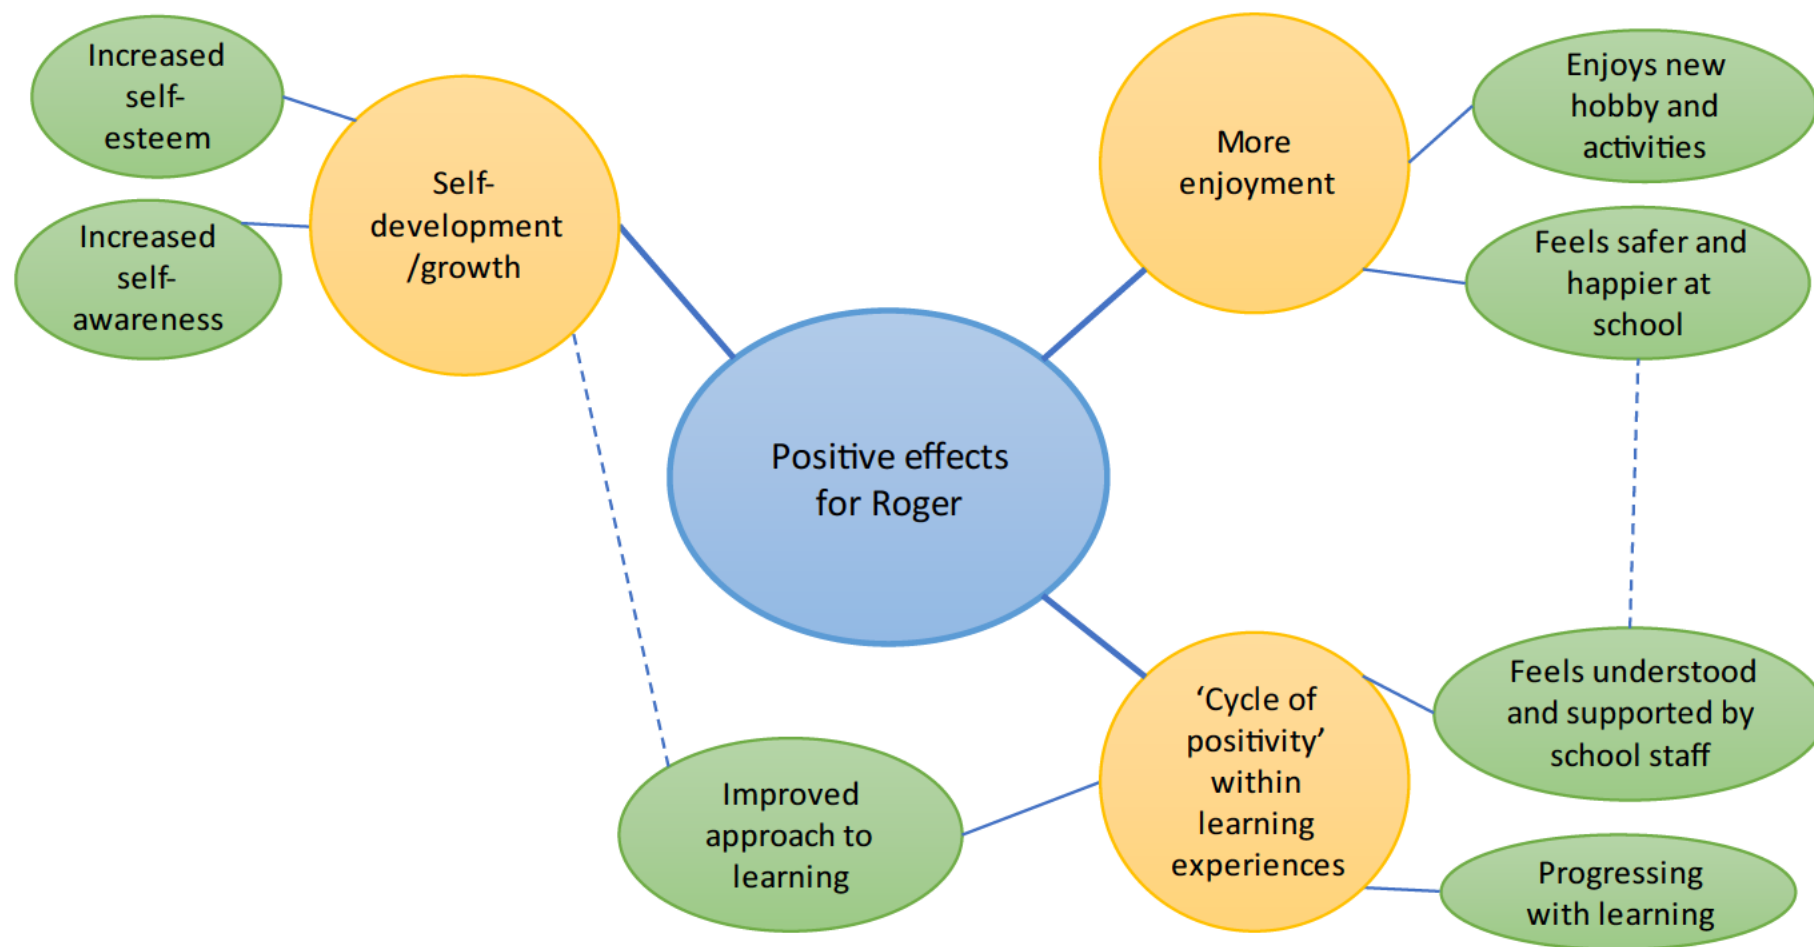 Increased
self-
esteem
Increased
self-
awareness
Self-
development
/growth
More
enjoyment
Enjoys new
hobby and
activities
Feels safer and
happier at
school
Positive effects
for Roger
‘Cycle of
positivity’
within
learning
experiences
Feels understood
and supported by
school staff
Improved
approach to
learning
Progressing
with learning